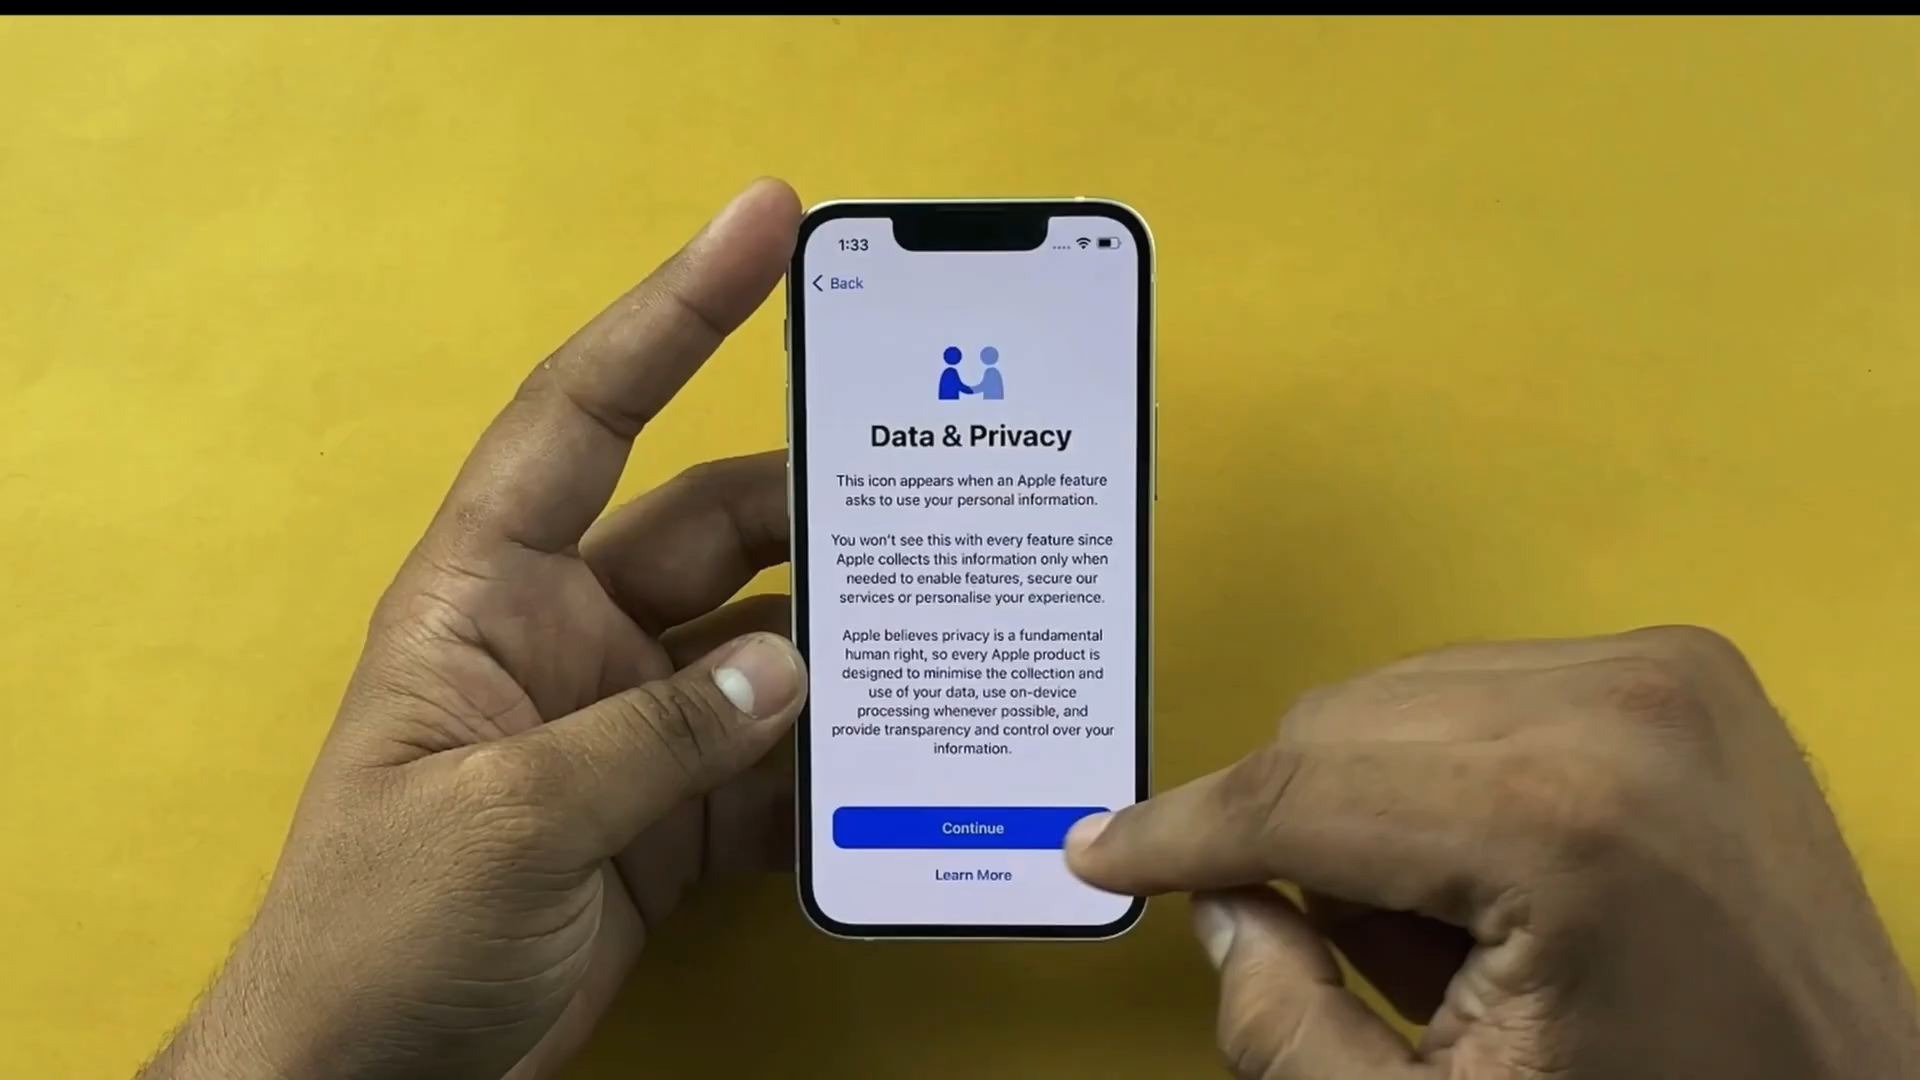 1:33
Back
Data & Privacy
This icon appears when an Apple feature
asks to use your personal information.
You won't see this with every feature since
Apple collects this information only when
needed to enable features, secure our
services or personalise your experience.
Apple believes privacy is a fundamental
human right, so every Apple product is
designed to minimise the collection and
use of your data, use on-device
processing whenever possible, and
provide transparency and control over your
information.
Continue
Learn More